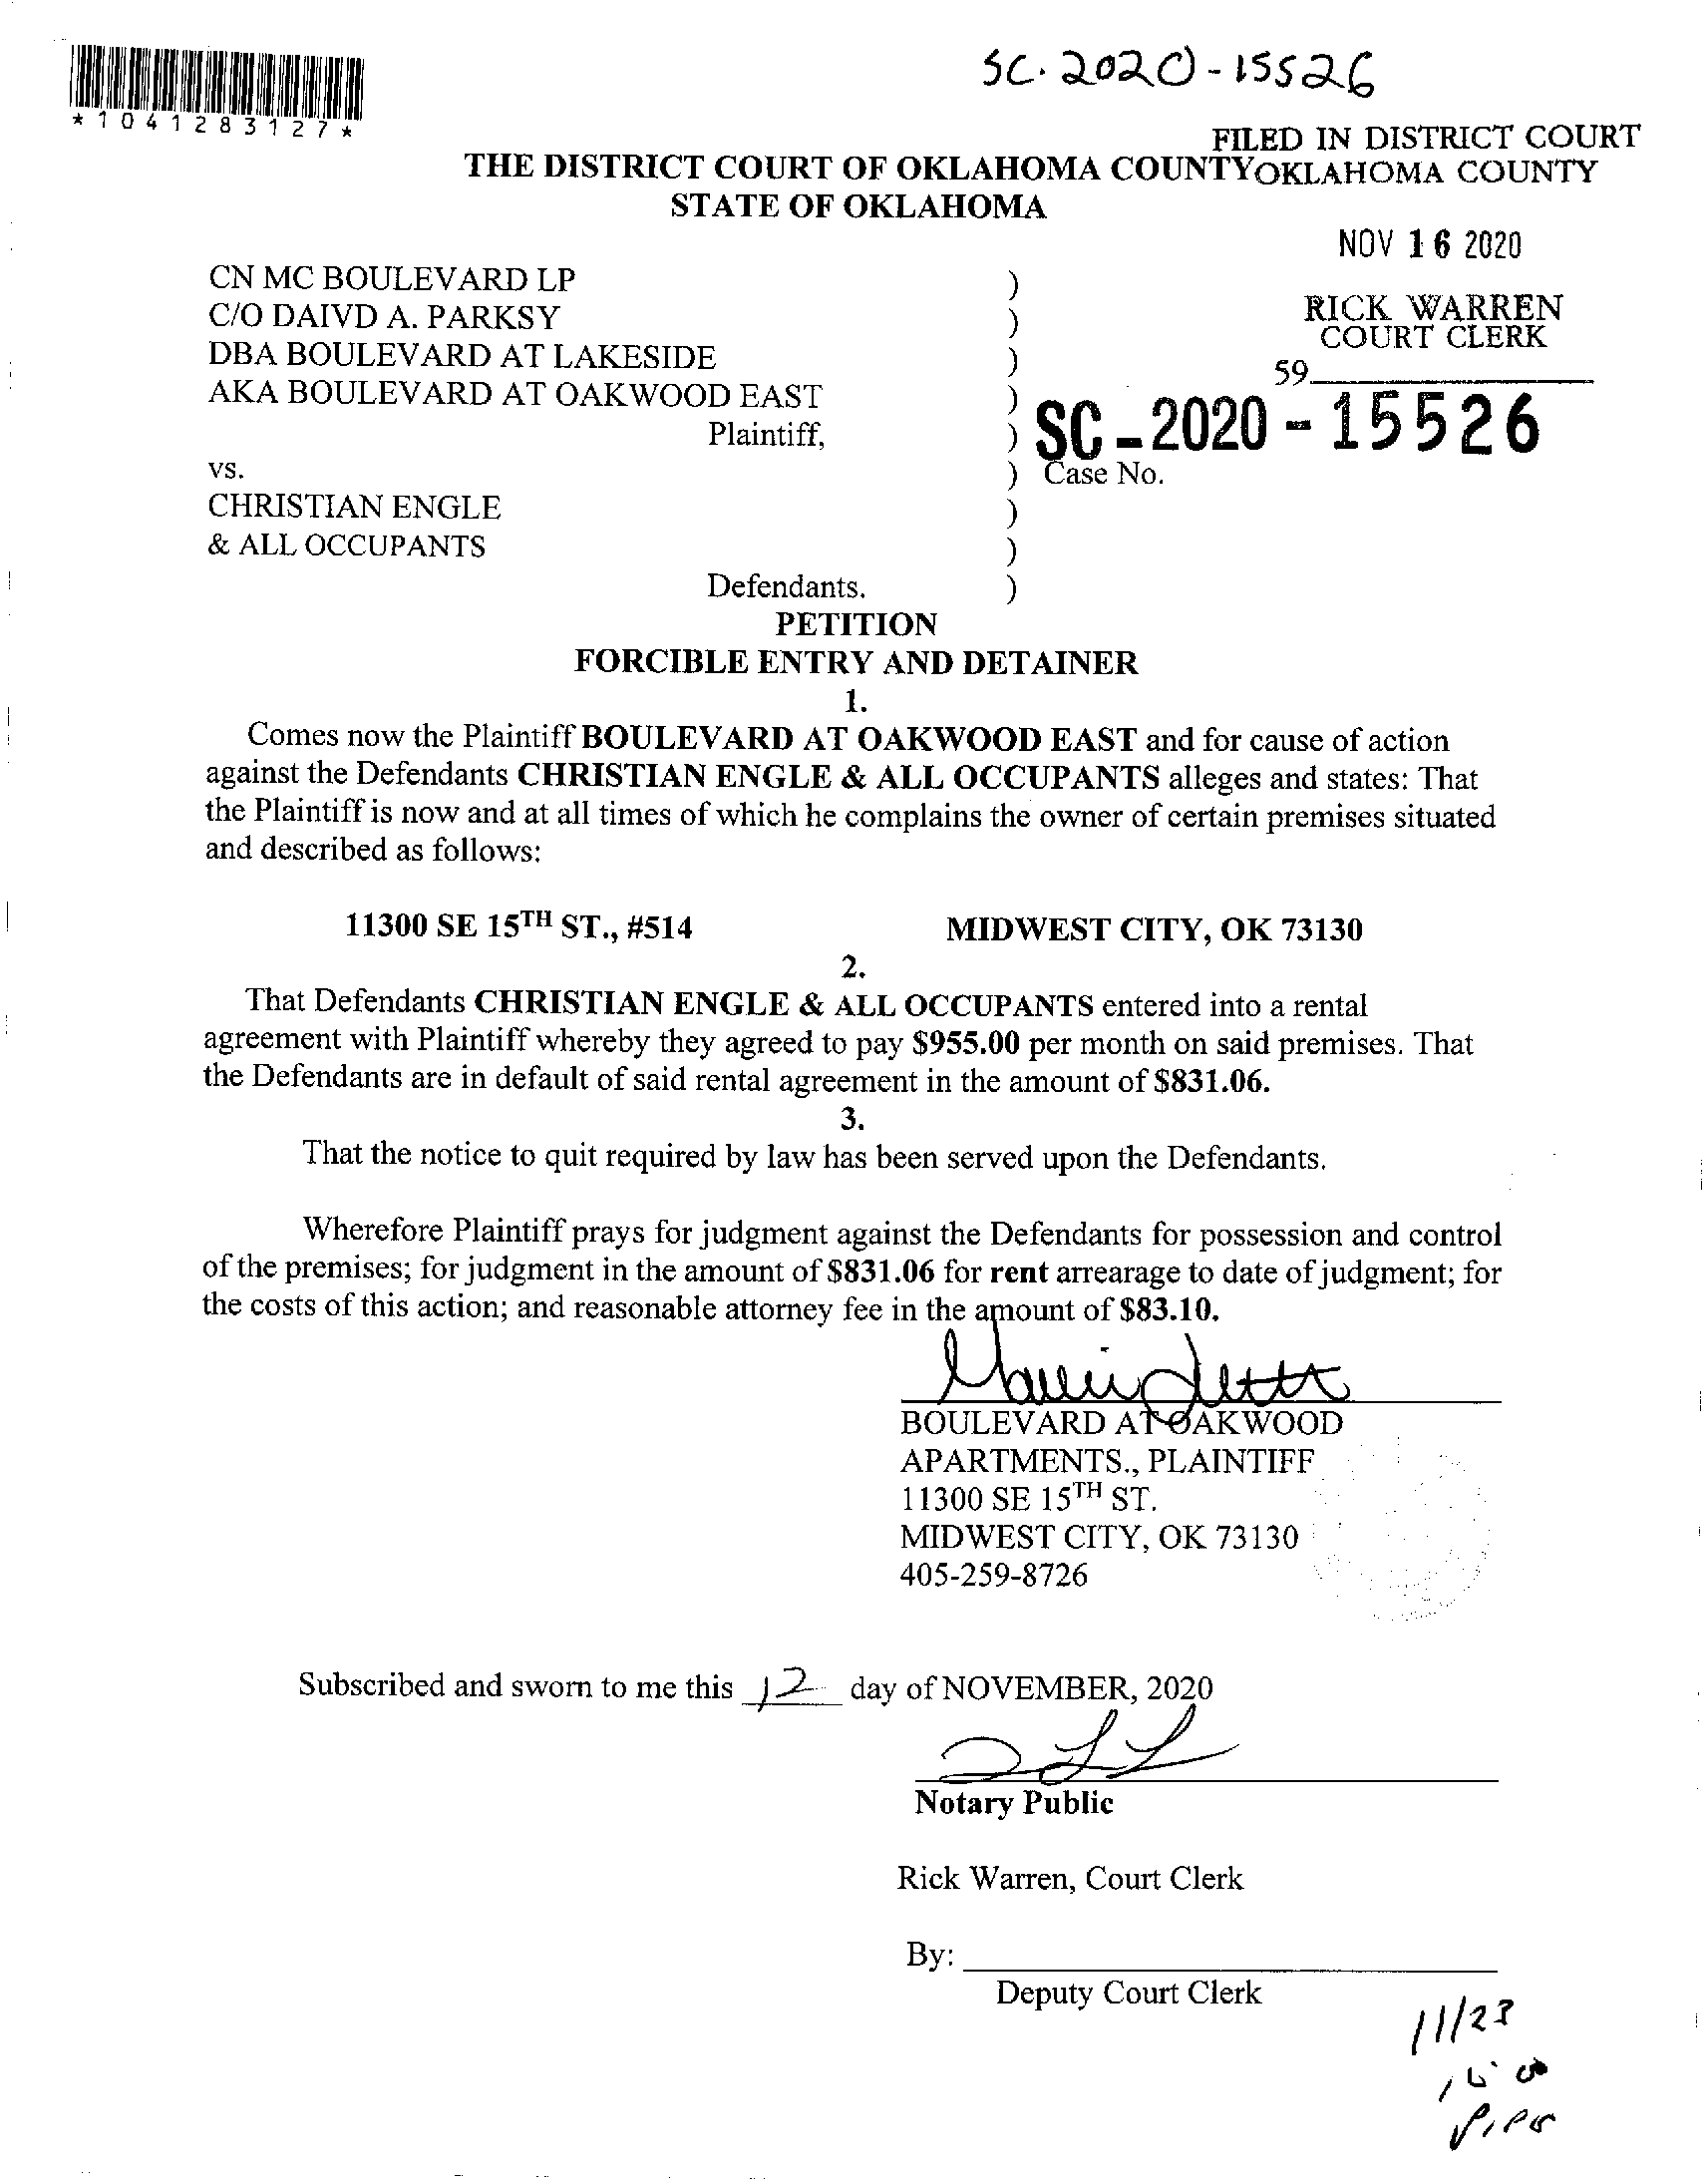 SC-2020-15526
*1041283127*
FILED IN DISTRICT COURT
THE DISTRICT COURT OF OKLAHOMA COUNTY OKLAHOMA COUNTY
STATE OF OKLAHOMA
NOV 16 2020
CN MC BOULEVARD LP )
C/O DAIVD A. PARKSY ) RICK WARREN
COURT CLERK
DBA BOULEVARD AT LAKESIDE )
59
AKA BOULEVARD AT OAKWOOD EAST )
Plaintiff, ) SC-2020-15526
vs. ) Case No.
CHRISTIAN ENGLE )
& ALL OCCUPANTS )
Defendants. )
PETITION
FORCIBLE ENTRY AND DETAINER
1.
Comes now the Plaintiff BOULEVARD AT OAKWOOD EAST and for cause of action
against the Defendants CHRISTIAN ENGLE & ALL OCCUPANTS alleges and states: That
the Plaintiff is now and at all times of which he complains the owner of certain premises situated
and described as follows:
11300 SE 15TH ST., #514 MIDWEST CITY, OK 73130
2.
That Defendants CHRISTIAN ENGLE & ALL OCCUPANTS entered into a rental
agreement with Plaintiff whereby they agreed to pay $955.00 per month on said premises. That
the Defendants are in default of said rental agreement in the amount of $831.06.
3.
That the notice to quit required by law has been served upon the Defendants.
Wherefore Plaintiff prays for judgment against the Defendants for possession and control
of the premises; for judgment in the amount of $831.06 for rent arrearage to date of judgment; for
the costs of this action; and reasonable attorney fee in the amount of $83.10.
BOULEVARD AT OAKWOOD
APARTMENTS., PLAINTIFF
11300 SE 15TH ST.
MIDWEST CITY, OK 73130
405-259-8726
Subscribed and sworn to me this 12 day of NOVEMBER, 2020
Notary Public
Rick Warren, Court Clerk
By:
Deputy Court Clerk